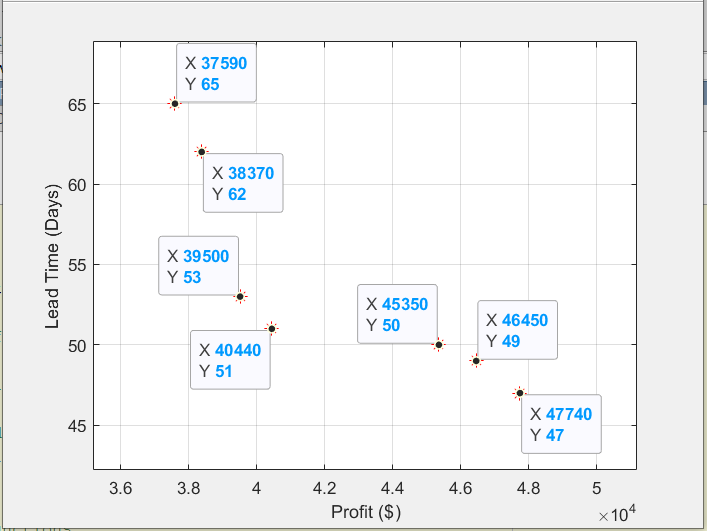 X 37590
Y 65
X 38370
Y 62
X 39500
Y 53
X 40440
Y 51
X 45350
Y 50
X 46450
Y 49
X 47740
Y 47
65
60
55
50
45
Lead Time (Days)
3.6 3.8 4 4.2 4.4 4.6 4.8 5
Profit ($)
×10⁴